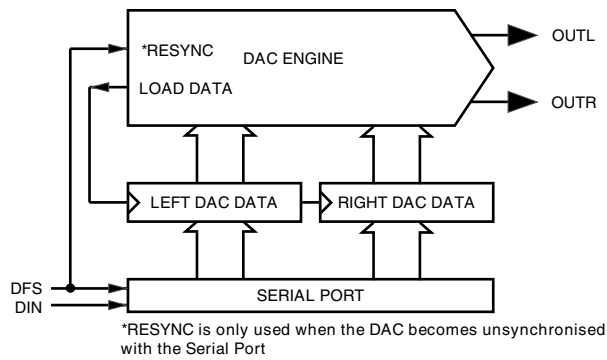 *RESYNC
DAC ENGINE
OUTL
LOAD DATA
OUTR
LEFT DAC DATA
RIGHT DAC DATA
DFS
SERIAL PORT
DIN
*RESYNC is only used when the DAC becomes unsynchronised
with the Serial Port